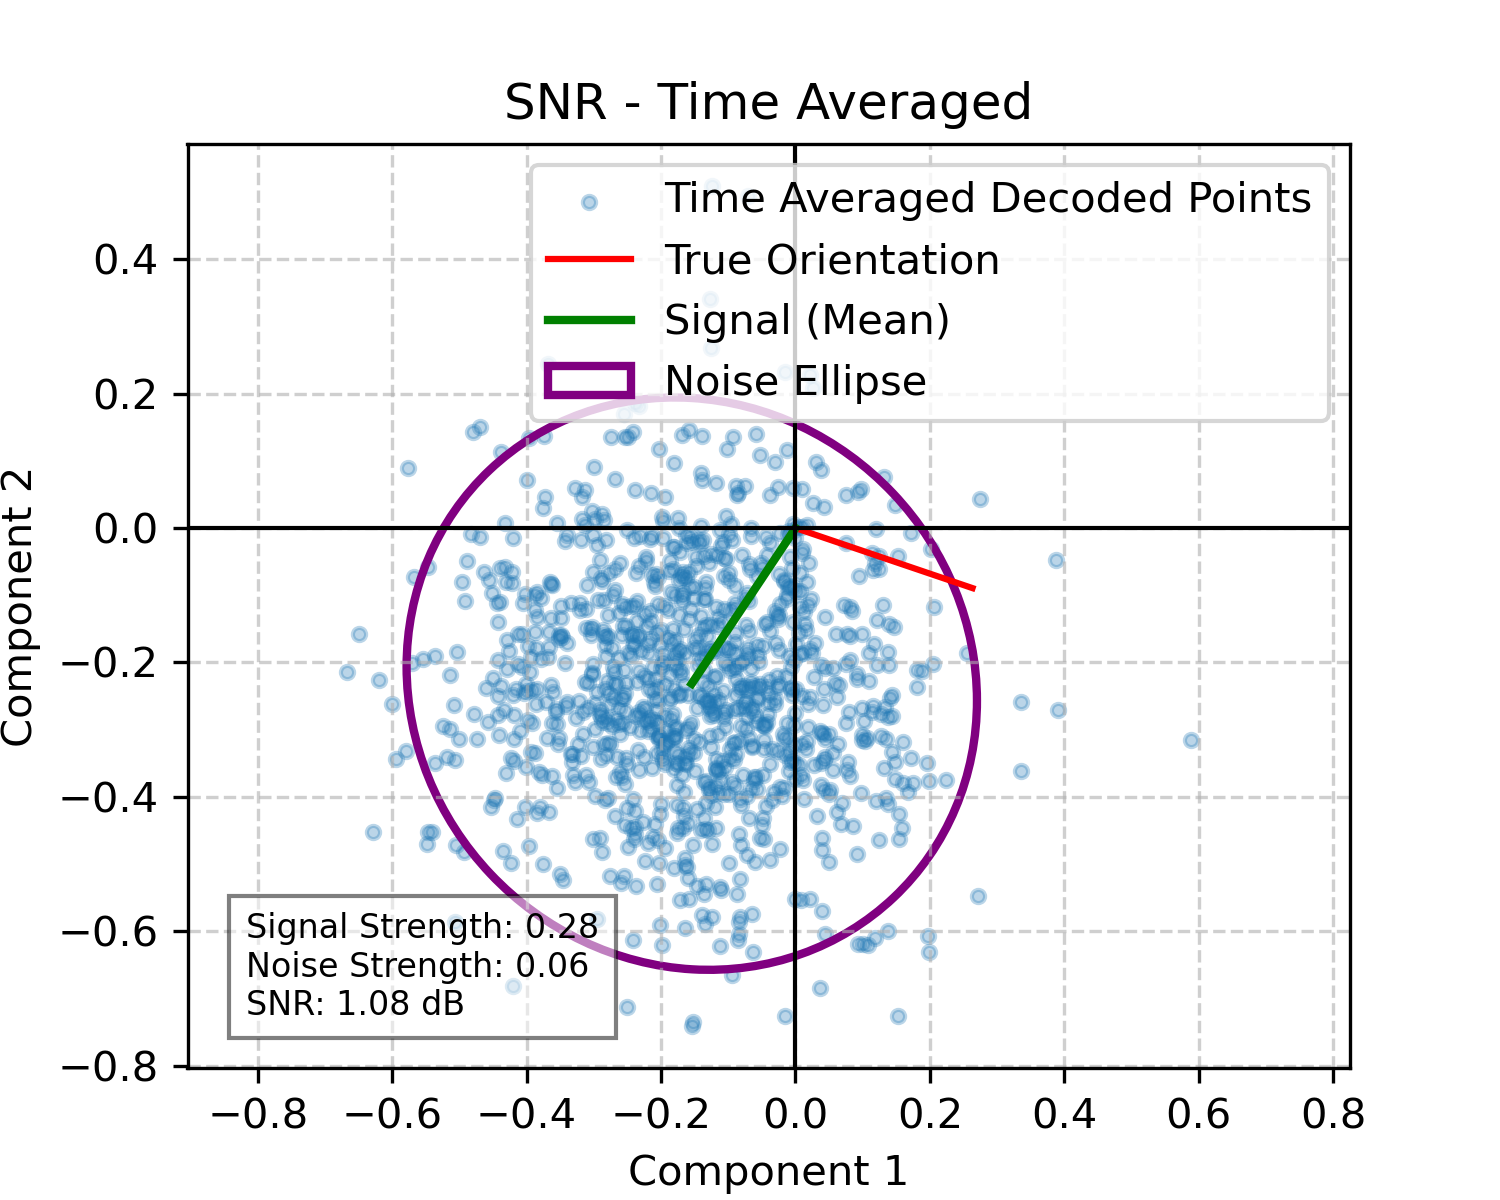 SNR - Time Averaged
Time Averaged Decoded Points
True Orientation
Signal (Mean)
Noise Ellipse
0.4
0.2
0.0
−0.2
−0.4
−0.6
−0.8
Component 2
Signal Strength: 0.28
Noise Strength: 0.06
SNR: 1.08 dB
−0.8 −0.6 −0.4 −0.2 0.0 0.2 0.4 0.6 0.8
Component 1